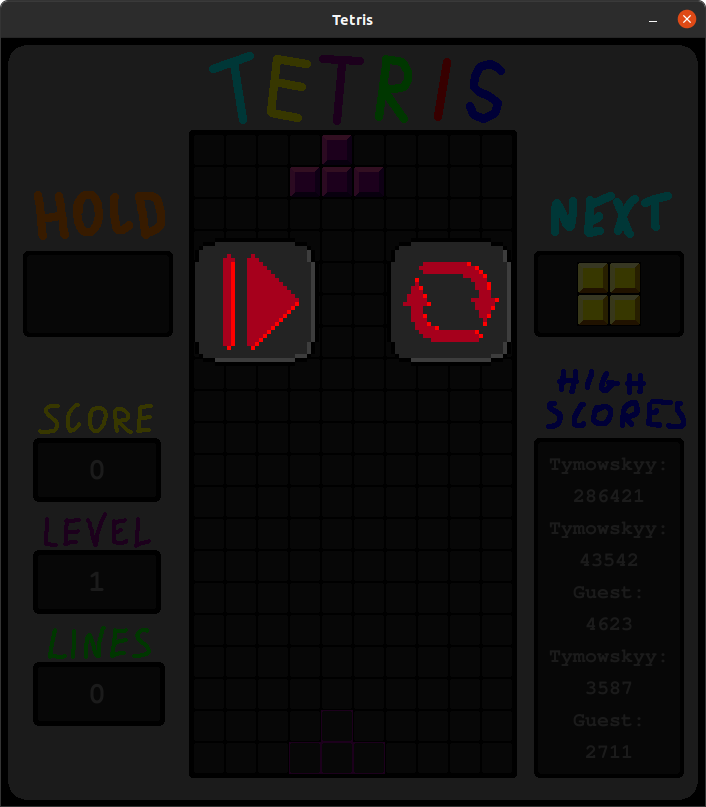 Tetris
TETRIS
HOLD
NEXT
SCORE
0
LEVEL
1
LINES
0
HIGH
SCORES
Tymowskyy:
286421
Tymowskyy:
43542
Guest:
4623
Tymowskyy:
3587
Guest:
2711